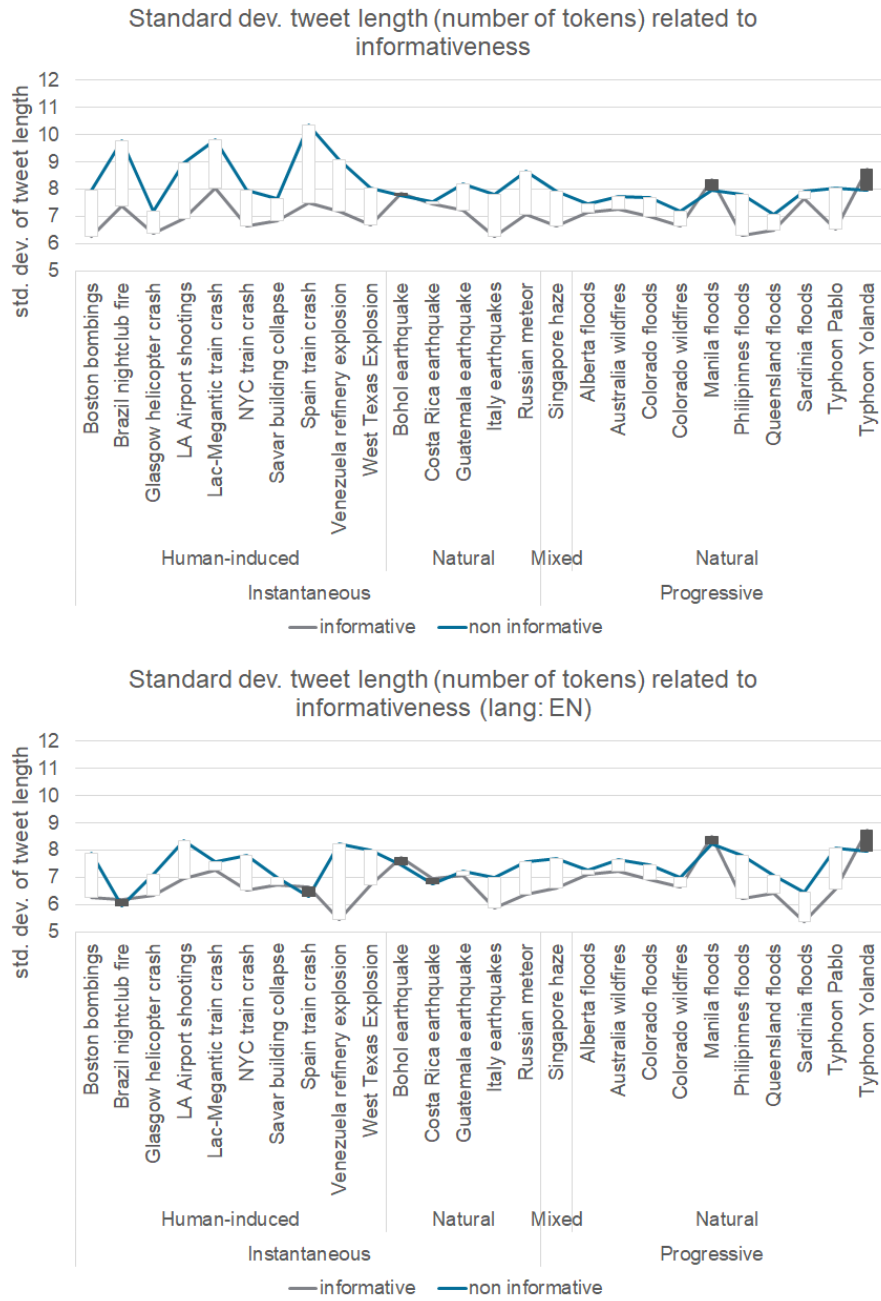 Standard dev. tweet length (number of tokens) related to
informativeness
std. dev. of tweet length
12
11
10
9
8
7
6
5
Boston bombings
Brazil nightclub fire
Glasgow helicopter crash
LA Airport shootings
Lac-Megantic train crash
NYC train crash
Savar building collapse
Spain train crash
Venezuela refinery explosion
West Texas Explosion
Bohol earthquake
Costa Rica earthquake
Guatemala earthquake
Italy earthquakes
Russian meteor
Singapore haze
Alberta floods
Australia wildfires
Colorado floods
Colorado wildfires
Manila floods
Philipinnes floods
Queensland floods
Sardinia floods
Typhoon Pablo
Typhoon Yolanda
Human-induced Natural Mixed Natural
Instantaneous Progressive
informative non informative
Standard dev. tweet length (number of tokens) related to
informativeness (lang: EN)
std. dev. of tweet length
12
11
10
9
8
7
6
5
Boston bombings
Brazil nightclub fire
Glasgow helicopter crash
LA Airport shootings
Lac-Megantic train crash
NYC train crash
Savar building collapse
Spain train crash
Venezuela refinery explosion
West Texas Explosion
Bohol earthquake
Costa Rica earthquake
Guatemala earthquake
Italy earthquakes
Russian meteor
Singapore haze
Alberta floods
Australia wildfires
Colorado floods
Colorado wildfires
Manila floods
Philipinnes floods
Queensland floods
Sardinia floods
Typhoon Pablo
Typhoon Yolanda
Human-induced Natural Mixed Natural
Instantaneous Progressive
informative non informative